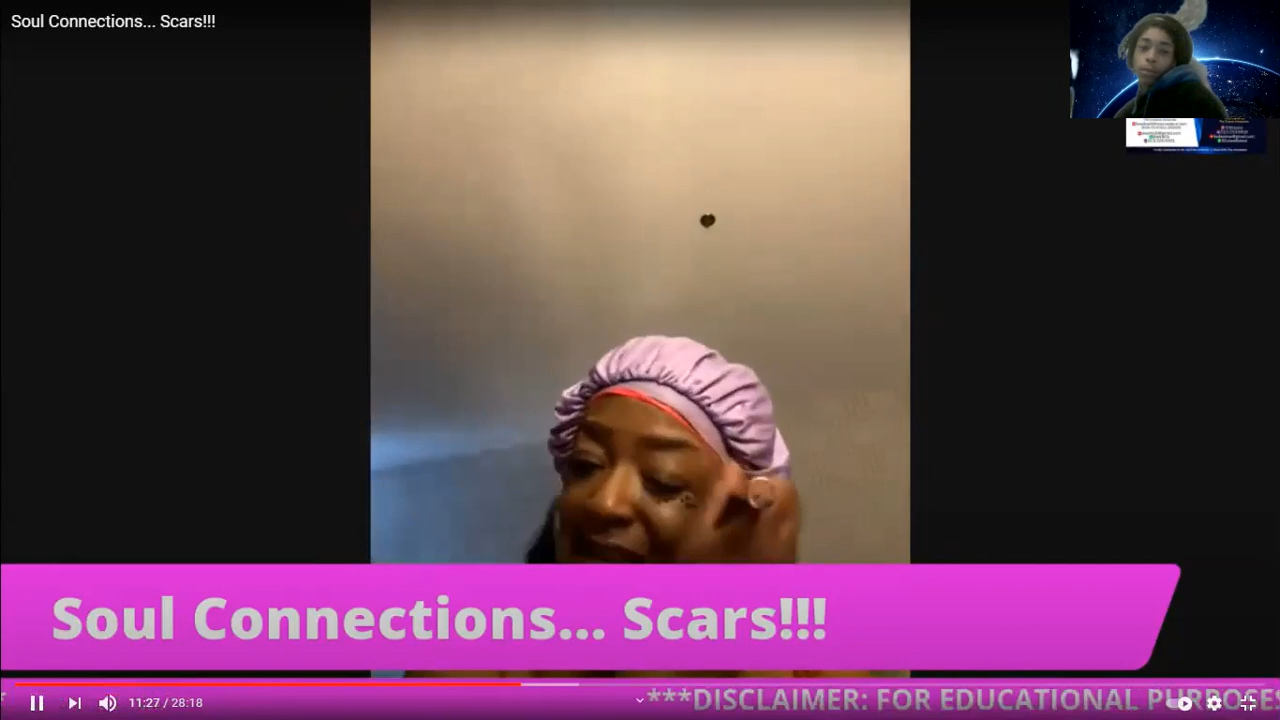 Soul Connections... Scars!!!
Soul Connections... Scars!!!
11:27 / 28:18
***DISCLAIMER: FOR EDUCATIONAL PURPOSES